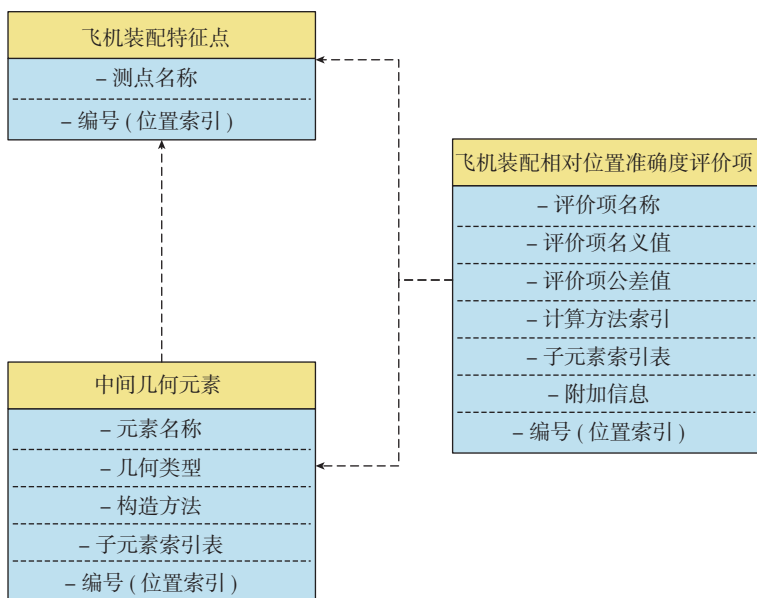 飞机装配特征点
– 测点名称
– 编号 ( 位置索引 )
飞机装配相对位置准确度评价项
– 评价项名称
– 评价项名义值
– 评价项公差值
– 计算方法索引
– 子元素索引表
– 附加信息
– 编号 ( 位置索引 )
中间几何元素
– 元素名称
– 几何类型
– 构造方法
– 子元素索引表
– 编号 ( 位置索引 )